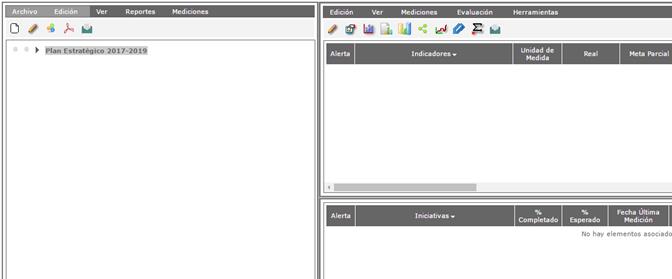 Archivo Edición Ver Reportes Mediciones
Plan Estratégico 2017-2019
Edición Ver Mediciones Evaluación Herramientas
Alerta Indicadores Unidad de Medida Real Meta Parcial
Alerta Iniciativas % Completado % Esperado Fecha Última Medición
No hay elementos asociado